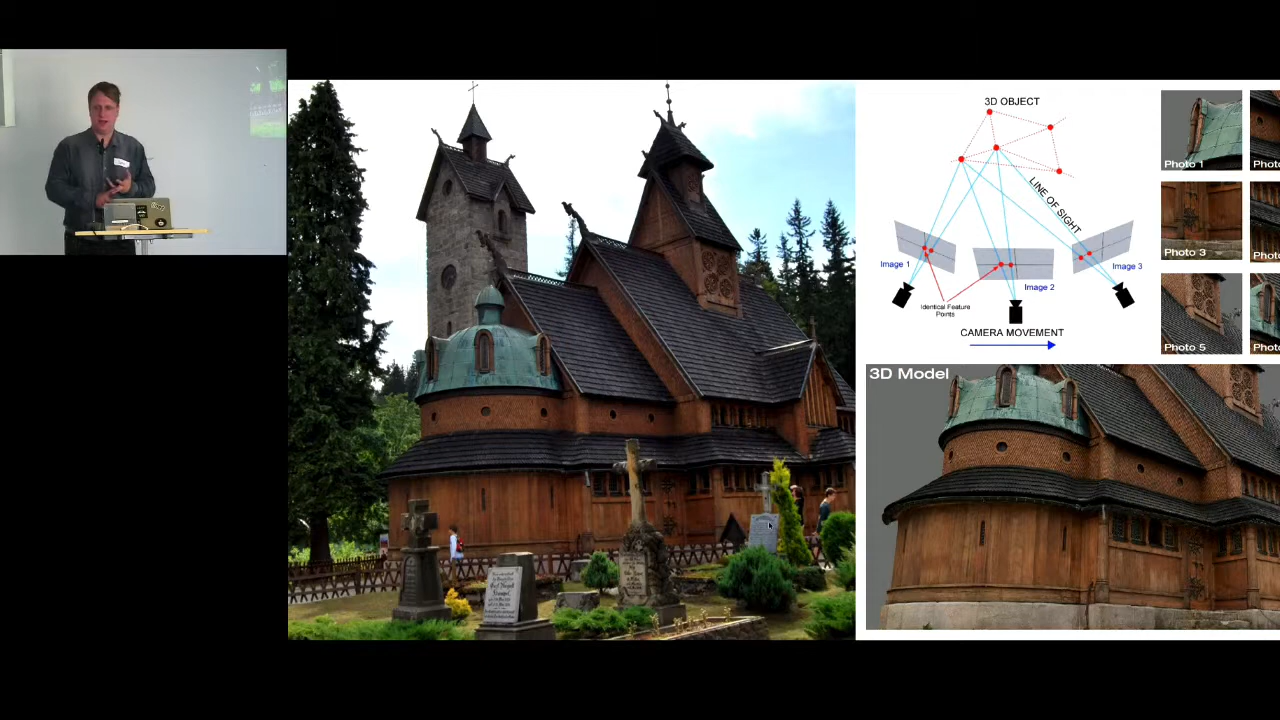 3D OBJECT
LINE OF SIGHT
Image 1
Image 2
Image 3
Identical Feature
Points
CAMERA MOVEMENT
Photo 1
Photo 3
Photo 5
3D Model